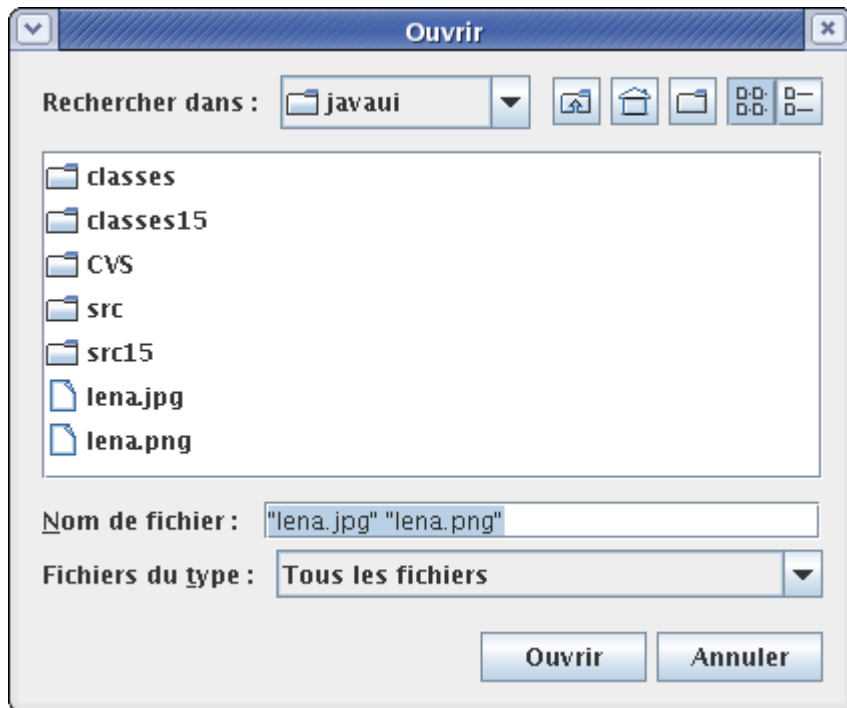 Ouvrir
Rechercher dans : javaui
classes
classes15
CVS
src
src15
lena.jpg
lena.png
Nom de fichier : "lena.jpg" "lena.png"
Fichiers du type : Tous les fichiers
Ouvrir Annuler